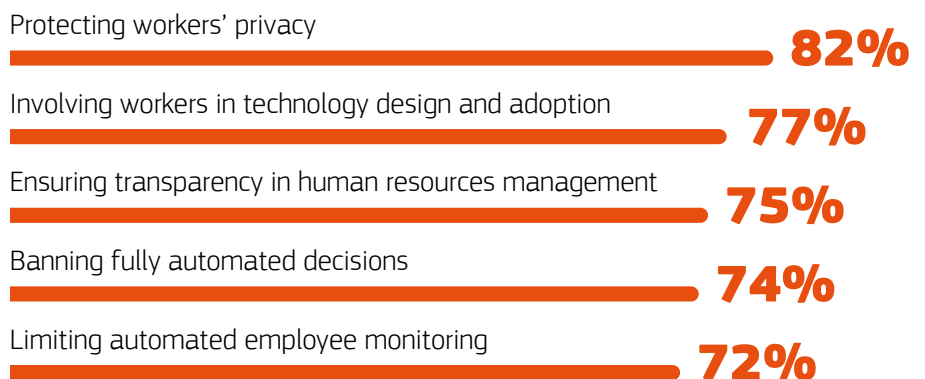 Protecting workers’ privacy
82%
Involving workers in technology design and adoption
77%
Ensuring transparency in human resources management
75%
Banning fully automated decisions
74%
Limiting automated employee monitoring
72%